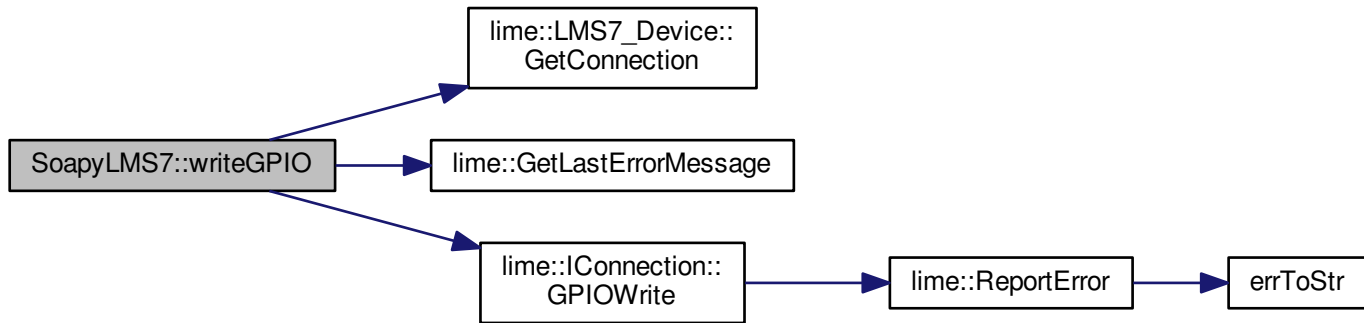 lime::LMS7_Device::
GetConnection
SoapyLMS7::writeGPIO
lime::GetLastErrorMessage
lime::IConnection::
GPIOWrite
lime::ReportError
errToStr